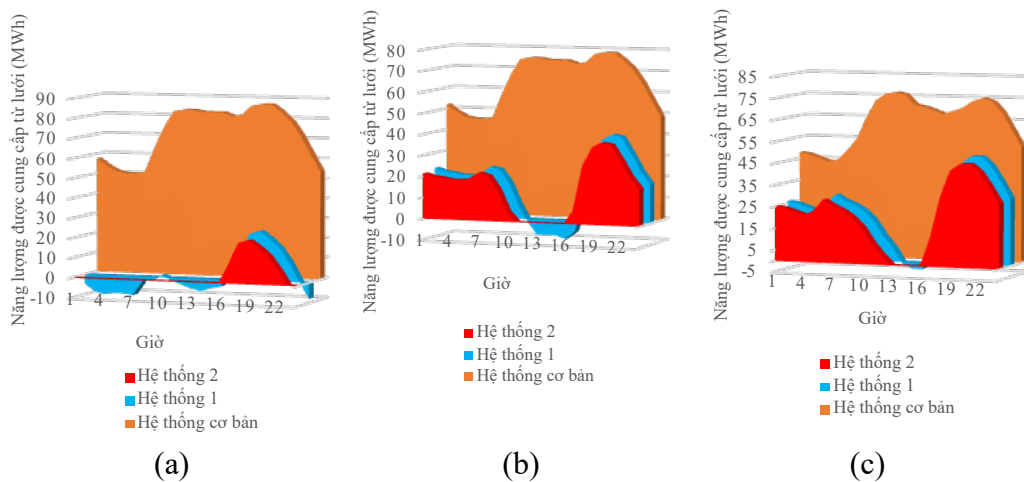 Năng lượng được cung cấp từ lưới (MWh)
90
80
70
60
50
40
30
20
10
0
-10
1 4 7 10 13 16 19 22
Giờ
Hệ thống 2
Hệ thống 1
Hệ thống cơ bản
(a)
Năng lượng được cung cấp từ lưới (MWh)
80
70
60
50
40
30
20
10
0
-10
1 4 7 10 13 16 19 22
Giờ
Hệ thống 2
Hệ thống 1
Hệ thống cơ bản
(b)
Năng lượng được cung cấp từ lưới (MWh)
85
75
65
55
45
35
25
15
5
-5
1 4 7 10 13 16 19 22
Giờ
Hệ thống 2
Hệ thống 1
Hệ thống cơ bản
(c)